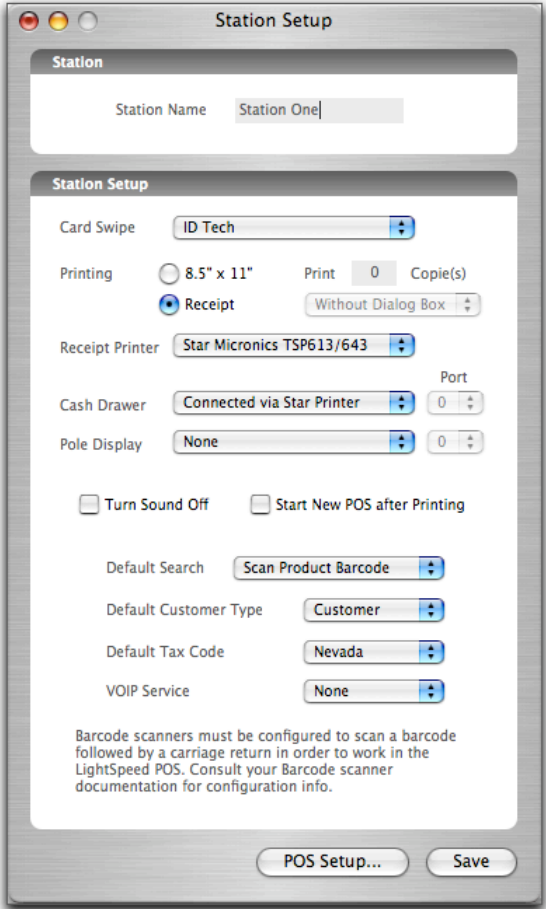 Station Setup
Station
Station Name Station One
Station Setup
Card Swipe ID Tech
Printing 8.5" x 11" Print 0 Copie(s)
Receipt Without Dialog Box
Receipt Printer Star Micronics TSP613/643
Port
Cash Drawer Connected via Star Printer 0
Pole Display None 0
Turn Sound Off Start New POS after Printing
Default Search Scan Product Barcode
Default Customer Type Customer
Default Tax Code Nevada
VOIP Service None
Barcode scanners must be configured to scan a barcode
followed by a carriage return in order to work in the
LightSpeed POS. Consult your Barcode scanner
documentation for configuration info.
POS Setup... Save